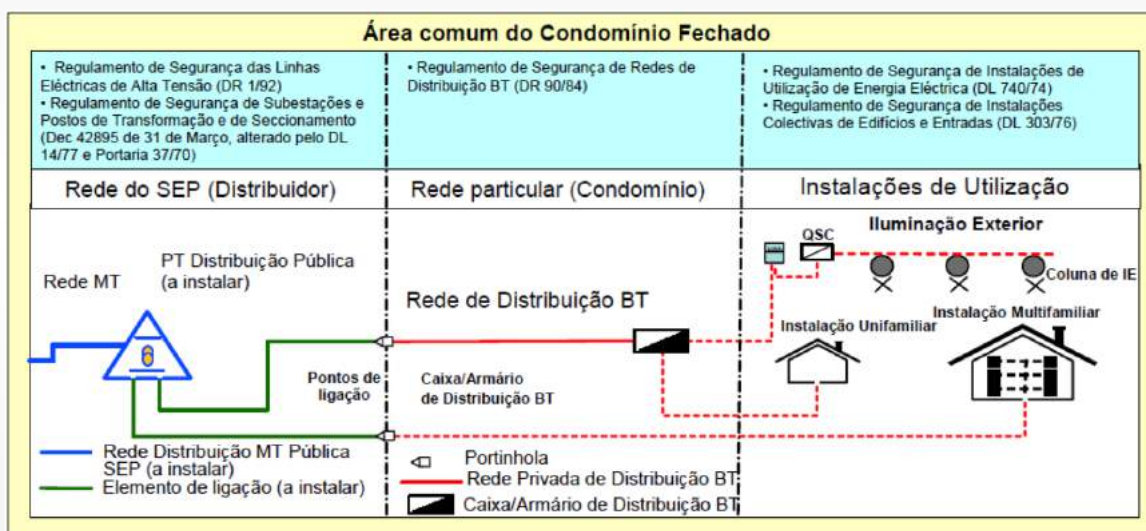 Área comum do Condomínio Fechado
• Regulamento de Segurança das Linhas
Eléctricas de Alta Tensão (DR 1/92)
• Regulamento de Segurança de Subestações e
Postos de Transformação e de Seccionamento
(Dec 42895 de 31 de Março, alterado pelo DL
14/77 e Portaria 37/70)
• Regulamento de Segurança de Redes de
Distribuição BT (DR 90/84)
• Regulamento de Segurança de Instalações de
Utilização de Energia Eléctrica (DL 740/74)
• Regulamento de Segurança de Instalações
Colectivas de Edifícios e Entradas (DL 303/76)
Rede do SEP (Distribuidor)
Rede particular (Condomínio)
Instalações de Utilização
Rede MT
PT Distribuição Pública
(a instalar)
Pontos de
ligação
Rede Distribuição MT Pública
SEP (a instalar)
Elemento de ligação (a instalar)
Rede de Distribuição BT
Caixa/Armário
de Distribuição BT
Portinhola
Rede Privada de Distribuição BT
Caixa/Armário de Distribuição BT
Iluminação Exterior
QSC
Coluna de IE
Instalação Unifamiliar
Instalação Multifamiliar